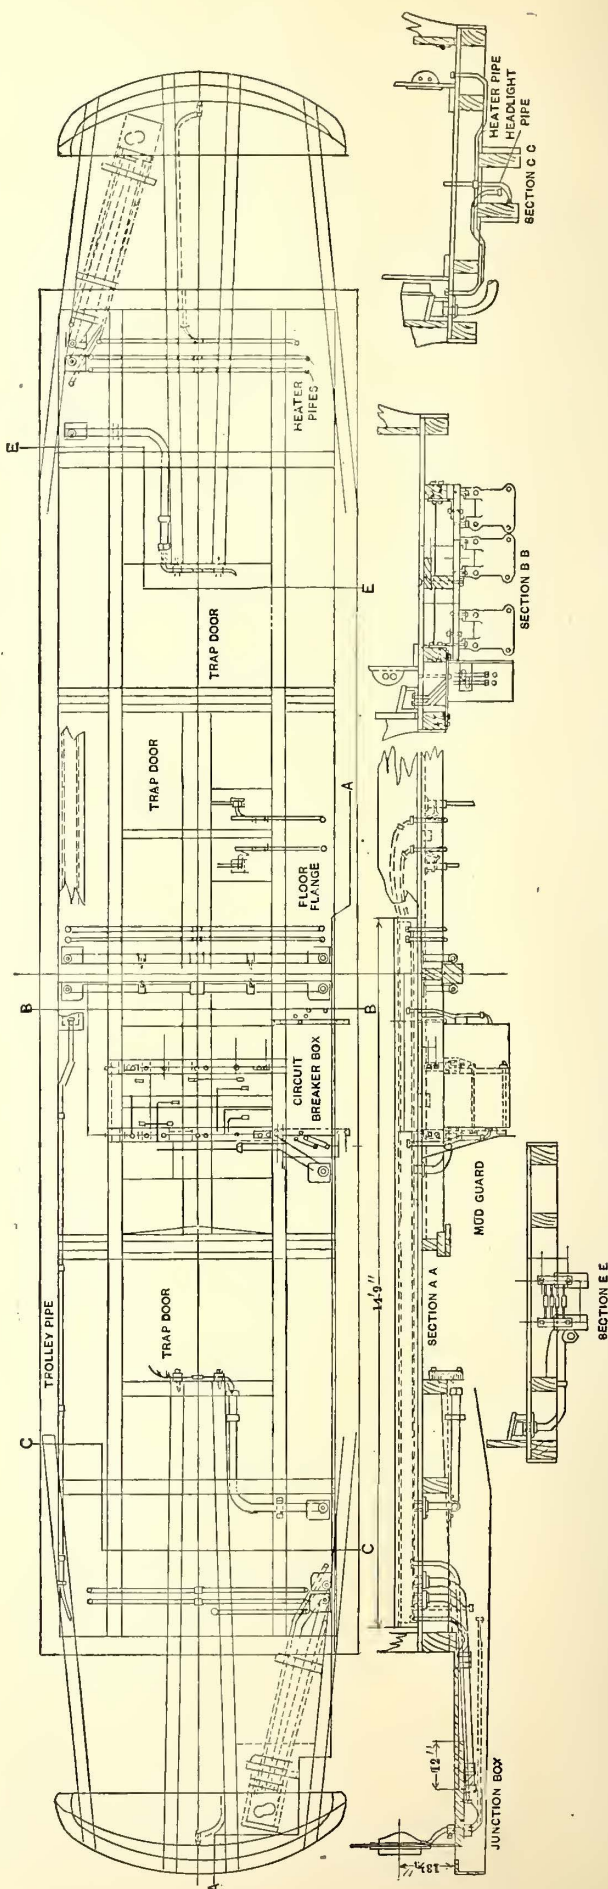 TROLLEY PIPE
C
C
B
B
E
E
A
A
TRAP DOOR
TRAP DOOR
TRAP DOOR
CIRCUIT
BREAKER BOX
FLOOR
FLANGE
HEATER
PIPES
14'-9"
12"
JUNCTION BOX
SECTION A A
MUD GUARD
SECTION E E
SECTION B B
HEATER PIPE
HEADLIGHT
PIPE
SECTION C C